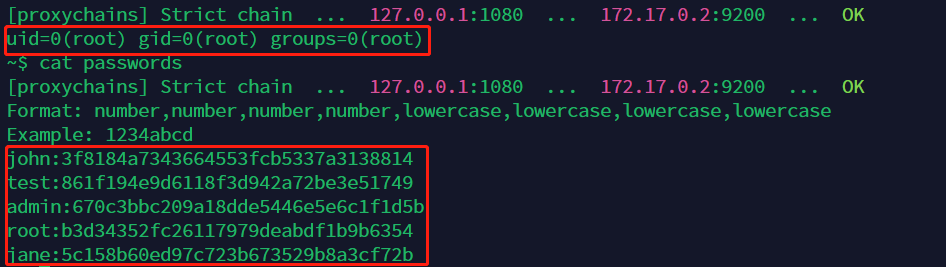 [proxychains] Strict chain ... 127.0.0.1:1080 ... 172.17.0.2:9200 ... OK
uid=0(root) gid=0(root) groups=0(root)
~$ cat passwords
[proxychains] Strict chain ... 127.0.0.1:1080 ... 172.17.0.2:9200 ... OK
Format: number,number,number,number,lowercase,lowercase,lowercase,lowercase
Example: 1234abcd
john:3f8184a7343664553fcb5337a3138814
test:861f194e9d6118f3d942a72be3e51749
admin:670c3bbc209a18dde5446e5e6c1f1d5b
root:b3d34352fc26117979deabdf1b9b6354
jane:5c158b60ed97c723b673529b8a3cf72b